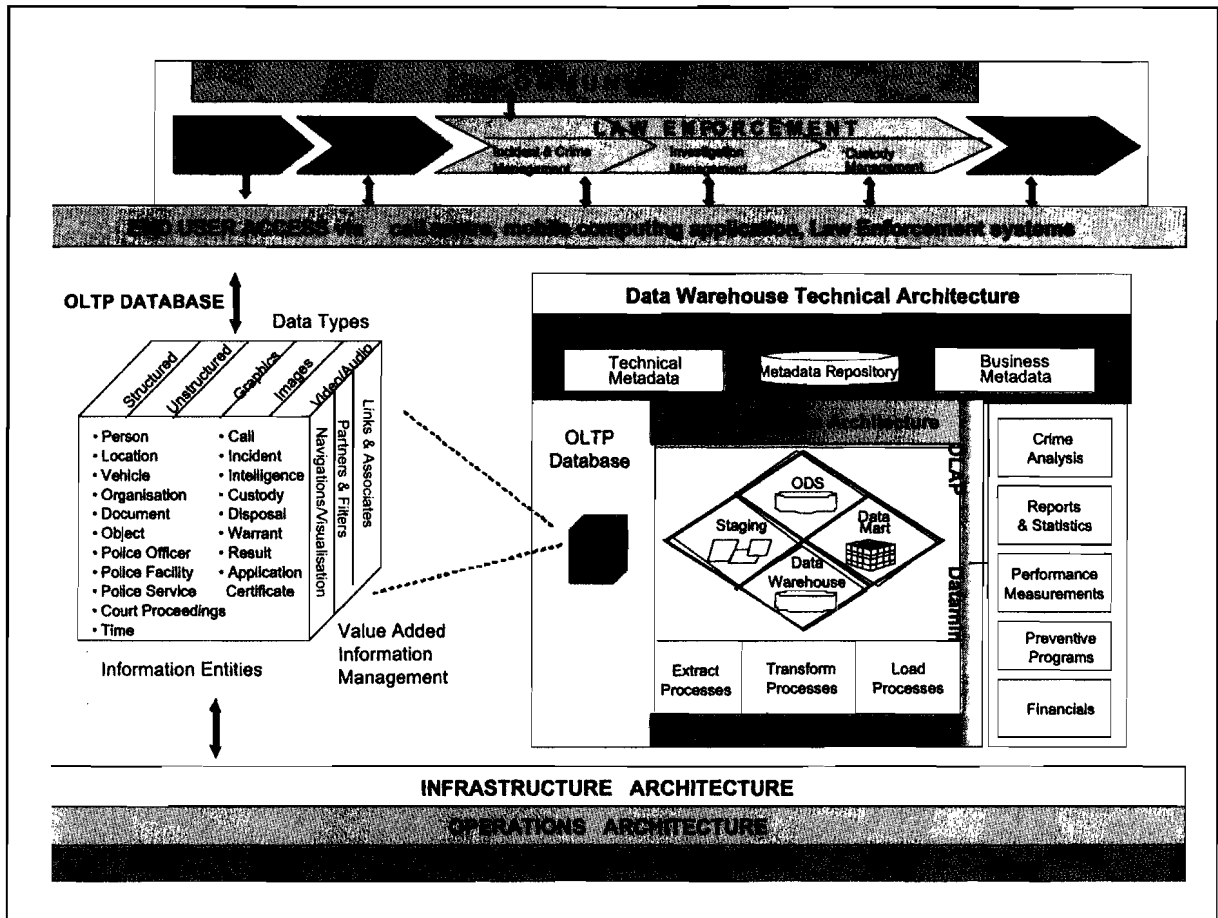 LAW ENFORCEMENT
Incident & Crime
Management
Investigation
Management
Custody
Management
END USER ACCESS via call centre, mobile computing application, Law Enforcement systems
OLTP DATABASE
Data Types
Structured
Unstructured
Graphics
Images
Video/Audio
• Person
• Location
• Vehicle
• Organisation
• Document
• Object
• Police Officer
• Police Facility
• Police Service
• Court Proceedings
• Time
• Call
• Incident
• Intelligence
• Custody
• Disposal
• Warrant
• Result
• Application
Certificate
Navigations/Visualisation
Partners & Filters
Links & Associates
Information Entities
Value Added
Information
Management
Data Warehouse Technical Architecture
Technical
Metadata
Metadata Repository
Business
Metadata
OLTP
Database
Architecture
ODS
Staging
Data
Mart
Data
Warehouse
OLAP
Datamin
Extract
Processes
Transform
Processes
Load
Processes
Crime
Analysis
Reports
& Statistics
Performance
Measurements
Preventive
Programs
Financials
INFRASTRUCTURE ARCHITECTURE
OPERATIONS ARCHITECTURE